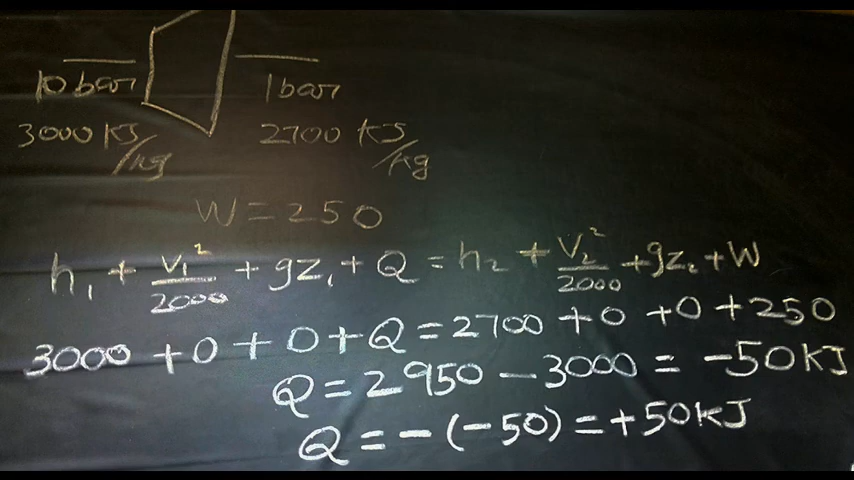 10 bar 1 bar
3000 KJ/kg 2700 KJ/kg
W = 250
h₁ + V₁²/2000 + gz₁ + Q = h₂ + V₂²/2000 + gz₂ + W
3000 + 0 + 0 + Q = 2700 + 0 + 0 + 250
Q = 2950 - 3000 = -50 KJ
Q = -(-50) = +50 KJ